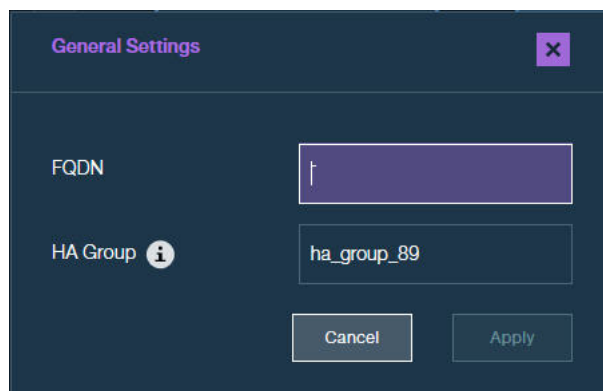 General Settings
FQDN
HA Group
ha_group_89
Cancel
Apply